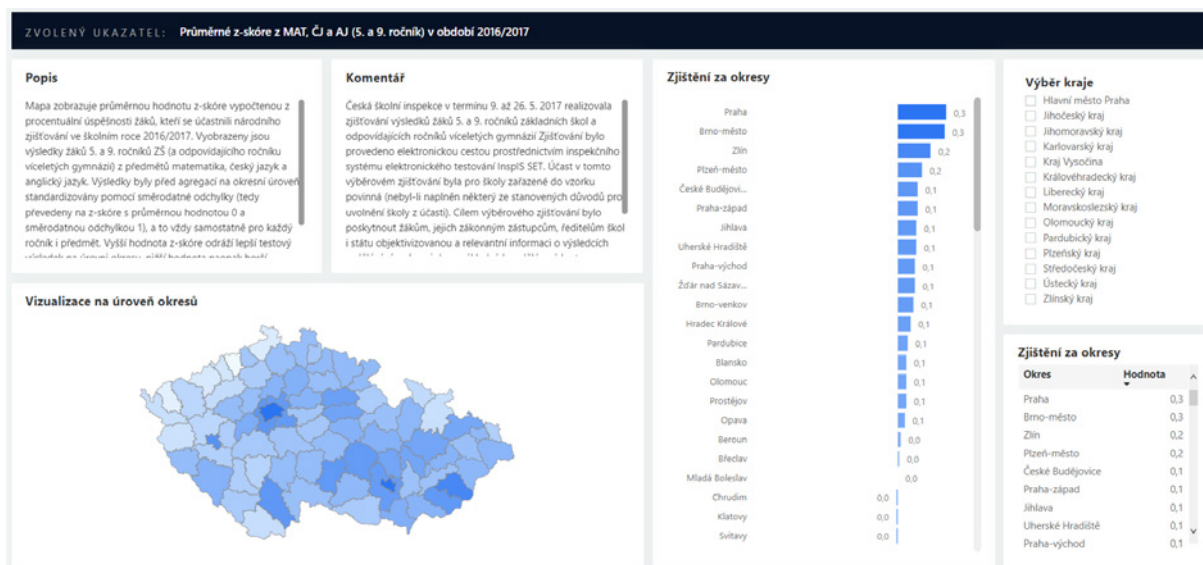 ZVOLENÝ UKAZATEL: Průměrné z-skóre z MAT, ČJ a AJ (5. a 9. ročník) v období 2016/2017
Popis
Mapa zobrazuje průměrnou hodnotu z-skóre vypočtenou z
procentuální úspěšnosti žáků, kteří se účastnili národního
zjišťování ve školním roce 2016/2017. Vyobrazeny jsou
výsledky žáků 5. a 9. ročníků ZŠ (a odpovídajícího ročníku
víceletých gymnázií) z předmětů matematika, český jazyk a
anglický jazyk. Výsledky byly před agregací na okresní úroveň
standardizovány pomocí směrodatné odchylky (tedy
převedeny na z-skóre s průměrnou hodnotou 0 a
směrodatnou odchylkou 1), a to vždy samostatně pro každý
ročník i předmět. Vyšší hodnota z-skóre odráží lepší testový
Komentář
Česká školní inspekce v termínu 9. až 26. 5. 2017 realizovala
zjišťování výsledků žáků 5. a 9. ročníků základních škol a
odpovídajících ročníků víceletých gymnázií Zjišťování bylo
provedeno elektronickou cestou prostřednictvím inspekčního
systému elektronického testování InspIS SET. Účast v tomto
výběrovém zjišťování byla pro školy zařazené do vzorku
povinná (nebyl-li naplněn některý ze stanovených důvodů pro
uvolnění školy z účasti). Cílem výběrového zjišťování bylo
poskytnout žákům, jejich zákonným zástupcům, ředitelům škol
i státu objektivizovanou a relevantní informaci o výsledcích
Vizualizace na úroveň okresů
Zjištění za okresy
Praha 0,3
Brno-město 0,3
Zlín 0,2
Plzeň-město 0,2
České Budějovi... 0,1
Praha-západ 0,1
Jihlava 0,1
Uherské Hradiště 0,1
Praha-východ 0,1
Žďár nad Sázav... 0,1
Brno-venkov 0,1
Hradec Králové 0,1
Pardubice 0,1
Blansko 0,1
Olomouc 0,1
Prostějov 0,1
Opava 0,1
Beroun 0,0
Břeclav 0,0
Mladá Boleslav 0,0
Chrudim 0,0
Klatovy 0,0
Svitavy 0,0
Výběr kraje
Hlavní město Praha
Jihočeský kraj
Jihomoravský kraj
Karlovarský kraj
Kraj Vysočina
Královéhradecký kraj
Liberecký kraj
Moravskoslezský kraj
Olomoucký kraj
Pardubický kraj
Plzeňský kraj
Středočeský kraj
Ústecký kraj
Zlínský kraj
Zjištění za okresy
Okres Hodnota
Praha 0,3
Brno-město 0,3
Zlín 0,2
Plzeň-město 0,2
České Budějovice 0,1
Praha-západ 0,1
Jihlava 0,1
Uherské Hradiště 0,1
Praha-východ 0,1